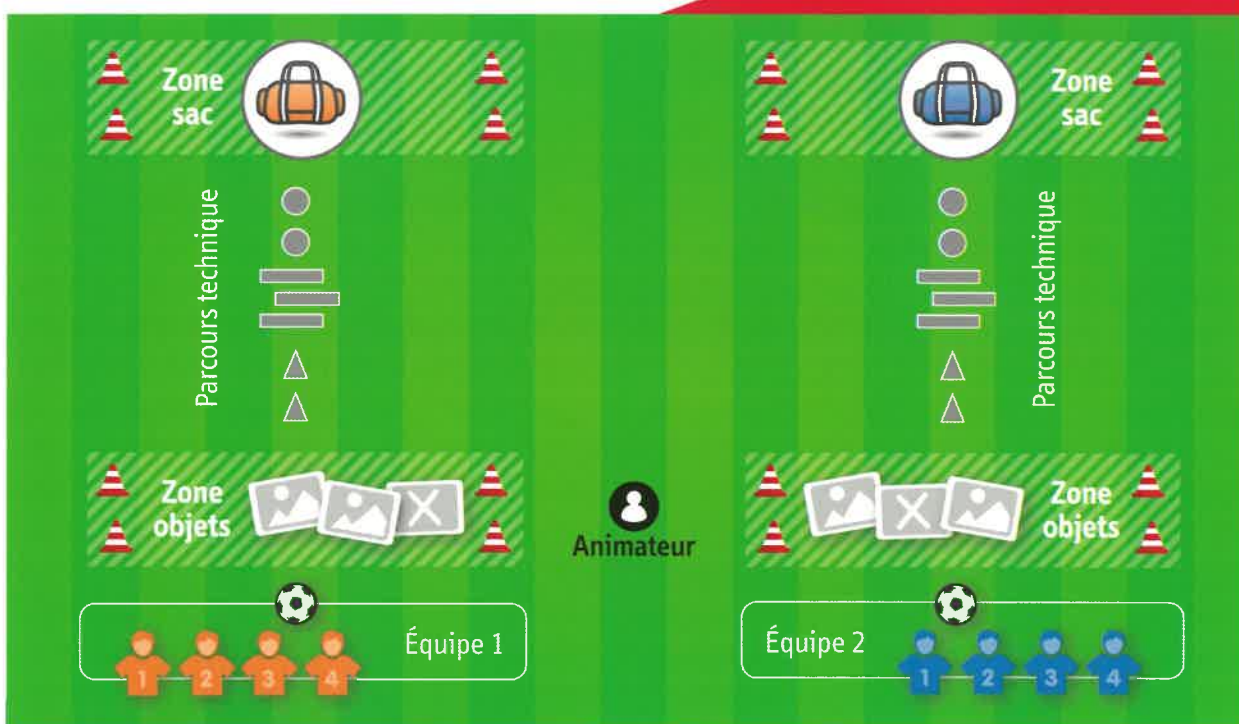 Zone
sac
Zone
sac
Parcours technique
Parcours technique
Zone
objets
Zone
objets
Animateur
Équipe 1
1 2 3 4
Équipe 2
1 2 3 4